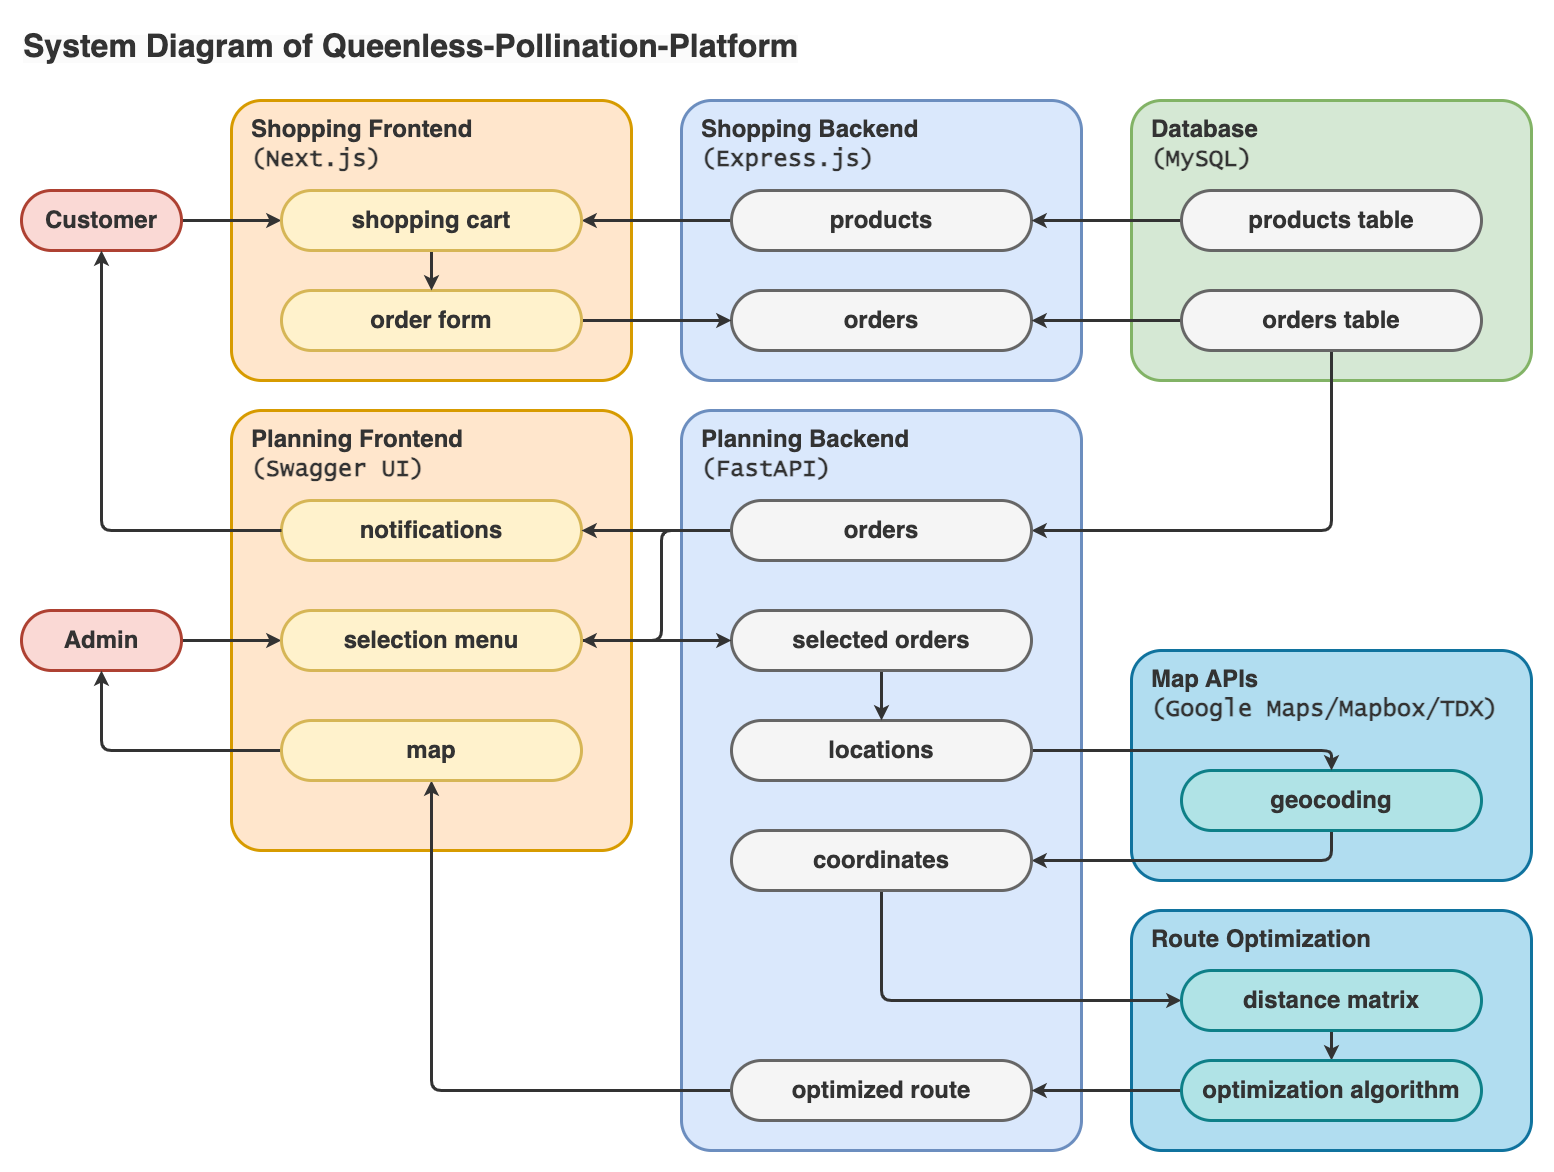 System Diagram of Queenless-Pollination-Platform
Shopping Frontend
(Next.js)
shopping cart
order form
Shopping Backend
(Express.js)
products
orders
Database
(MySQL)
products table
orders table
Customer
Planning Frontend
(Swagger UI)
notifications
selection menu
map
Admin
Planning Backend
(FastAPI)
orders
selected orders
locations
coordinates
optimized route
Map APIs
(Google Maps/Mapbox/TDX)
geocoding
Route Optimization
distance matrix
optimization algorithm